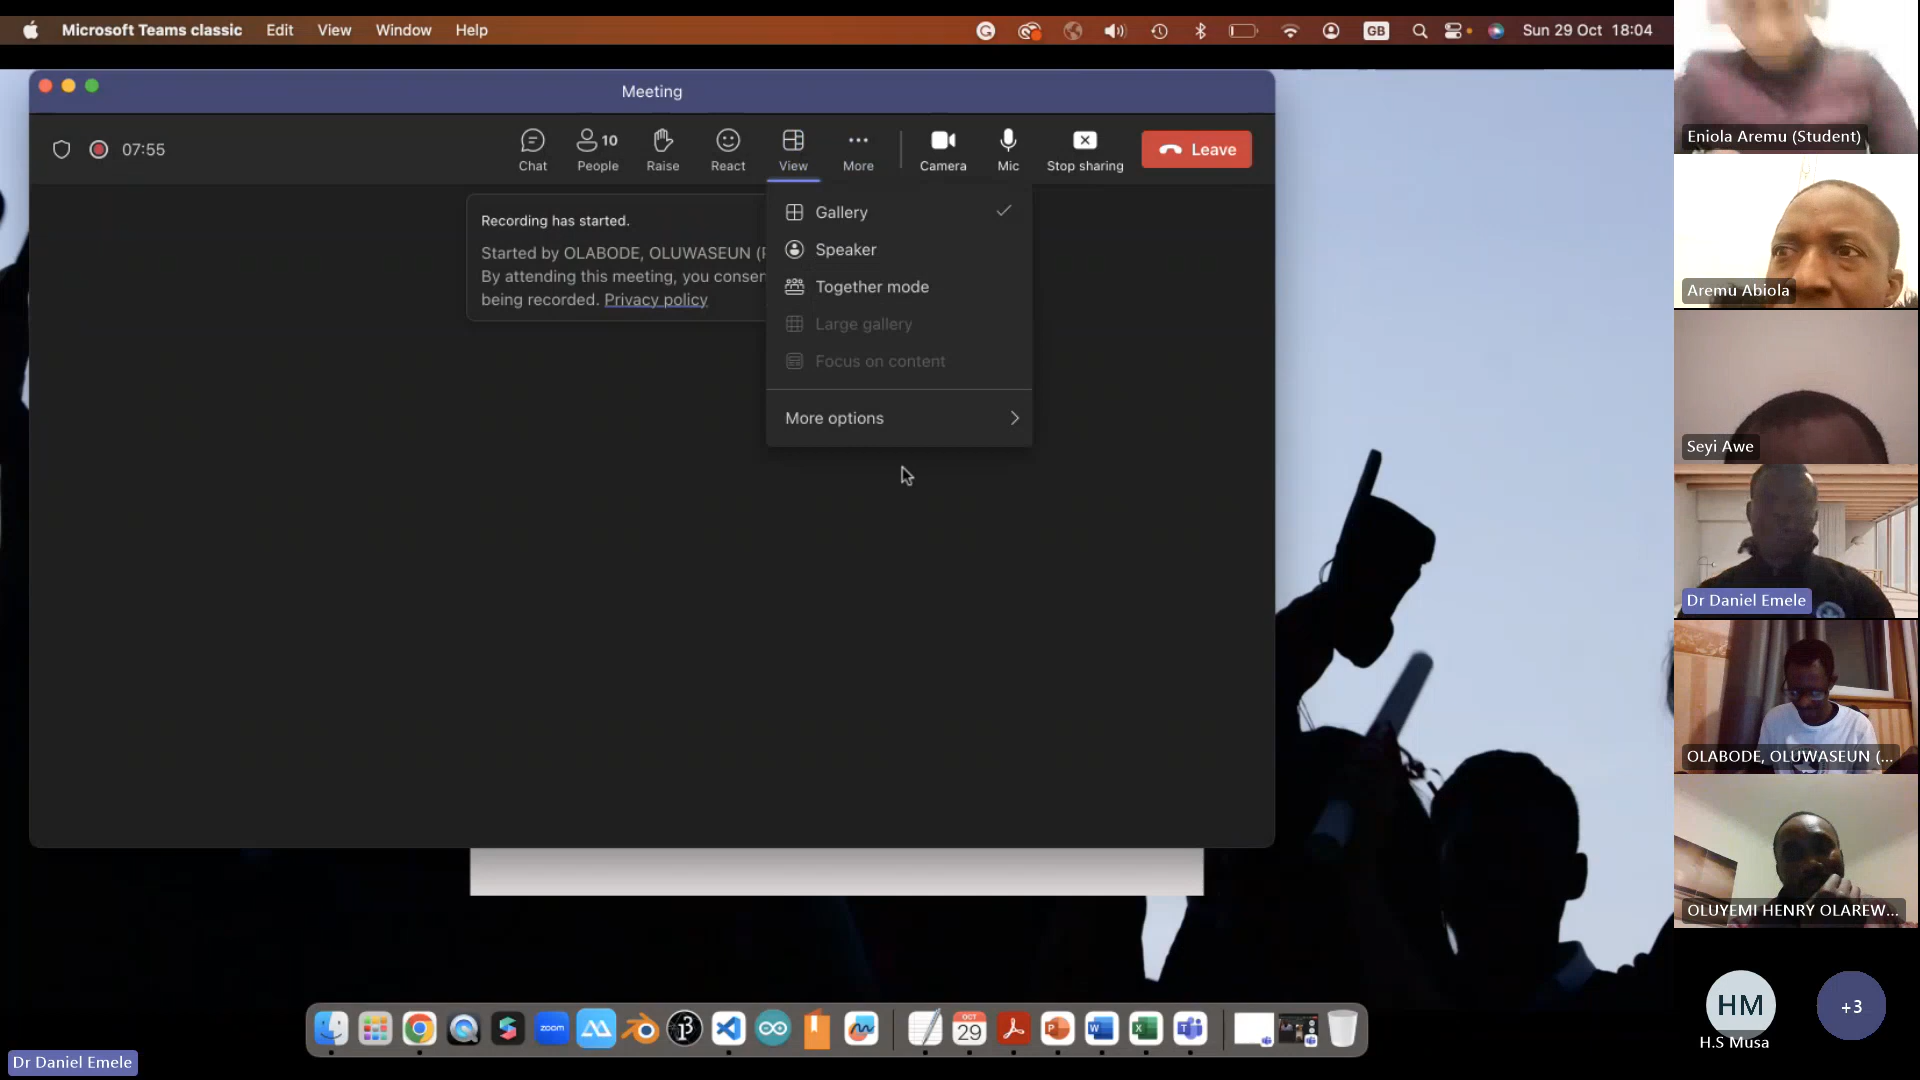 Microsoft Teams classic Edit View Window Help GB Sun 29 Oct 18:04
Meeting
07:55 Chat 10 People Raise React View More Camera Mic Stop sharing Leave
Recording has started.
Started by OLABODE, OLUWASEUN (
By attending this meeting, you conser
being recorded. Privacy policy
Gallery
Speaker
Together mode
Large gallery
Focus on content
More options
Eniola Aremu (Student)
Aremu Abiola
Seyi Awe
Dr Daniel Emele
OLABODE, OLUWASEUN (...
OLUYEMI HENRY OLAREW...
HM
+3
H.S Musa
zoom
OCT
29
Dr Daniel Emele